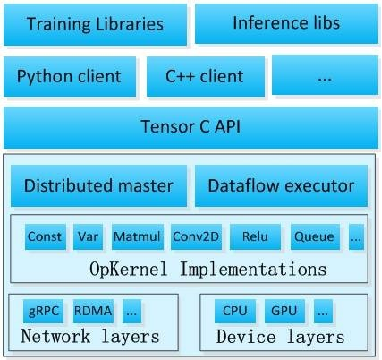 Training Libraries Inference libs
Python client C++ client ...
Tensor C API
Distributed master Dataflow executor
Const Var Matmul Conv2D Relu Queue ...
OpKernel Implementations
gRPC RDMA ... CPU GPU ...
Network layers Device layers